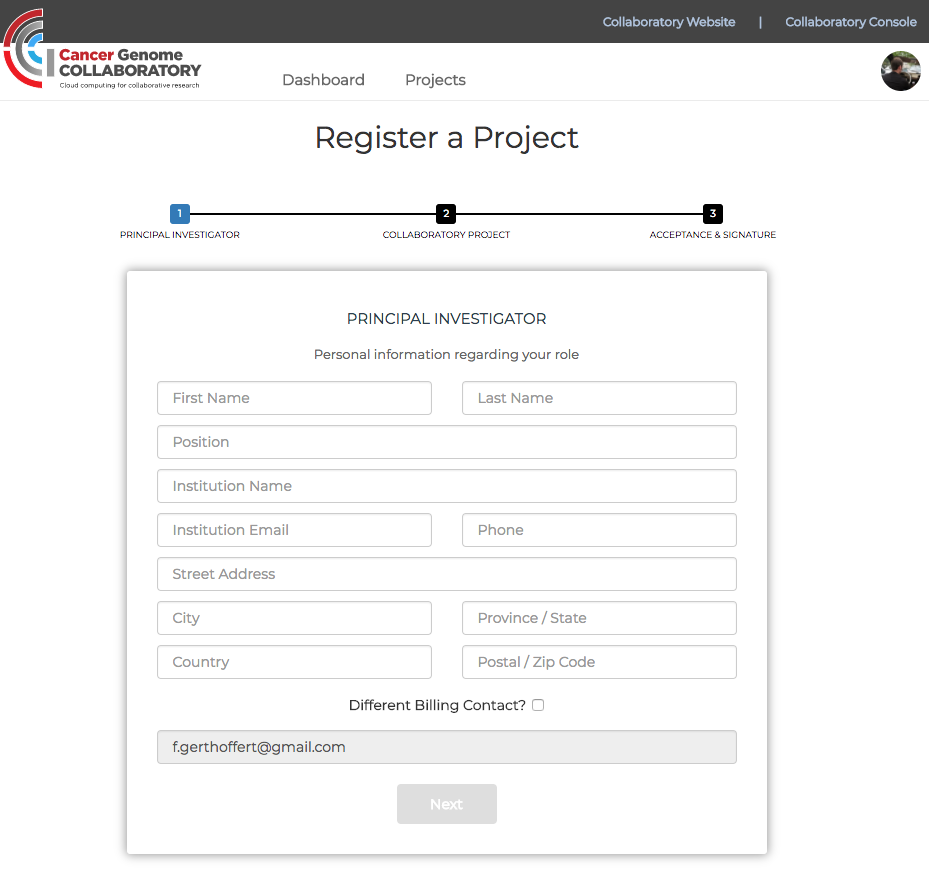 Collaboratory Website | Collaboratory Console
Cancer Genome
COLLABORATORY
Cloud computing for collaborative research
Dashboard Projects
Register a Project
1 2 3
PRINCIPAL INVESTIGATOR COLLABORATORY PROJECT ACCEPTANCE & SIGNATURE
PRINCIPAL INVESTIGATOR
Personal information regarding your role
First Name Last Name
Position
Institution Name
Institution Email Phone
Street Address
City Province / State
Country Postal / Zip Code
Different Billing Contact?
f.gerthoffert@gmail.com
Next